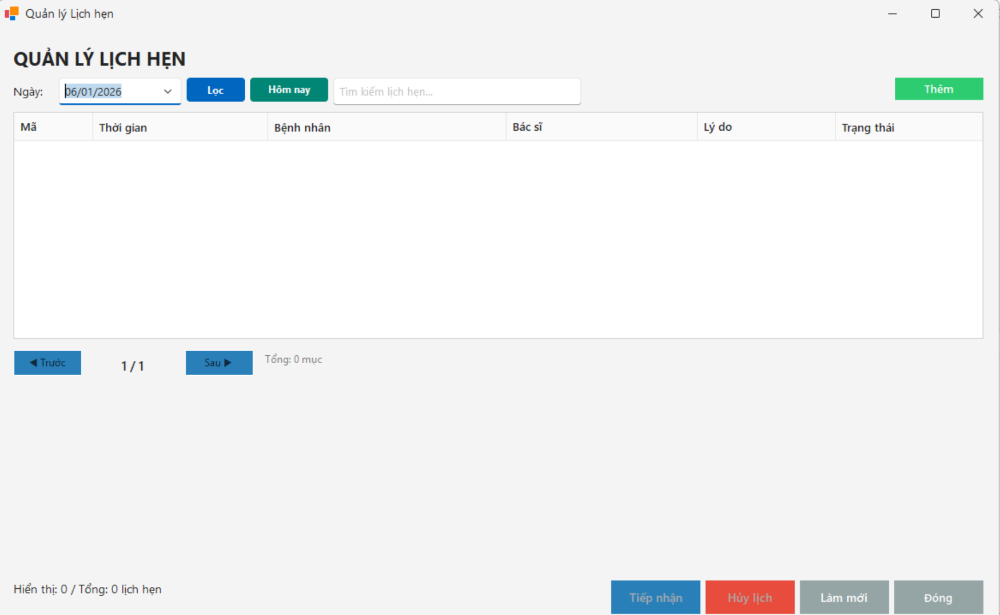 Quản lý Lịch hẹn
QUẢN LÝ LỊCH HẸN
Ngày: 06/01/2026 Lọc Hôm nay Tìm kiếm lịch hẹn... Thêm
Mã Thời gian Bệnh nhân Bác sĩ Lý do Trạng thái
◀ Trước 1 / 1 Sau ▶ Tổng: 0 mục
Hiển thị: 0 / Tổng: 0 lịch hẹn Tiếp nhận Hủy lịch Làm mới Đóng